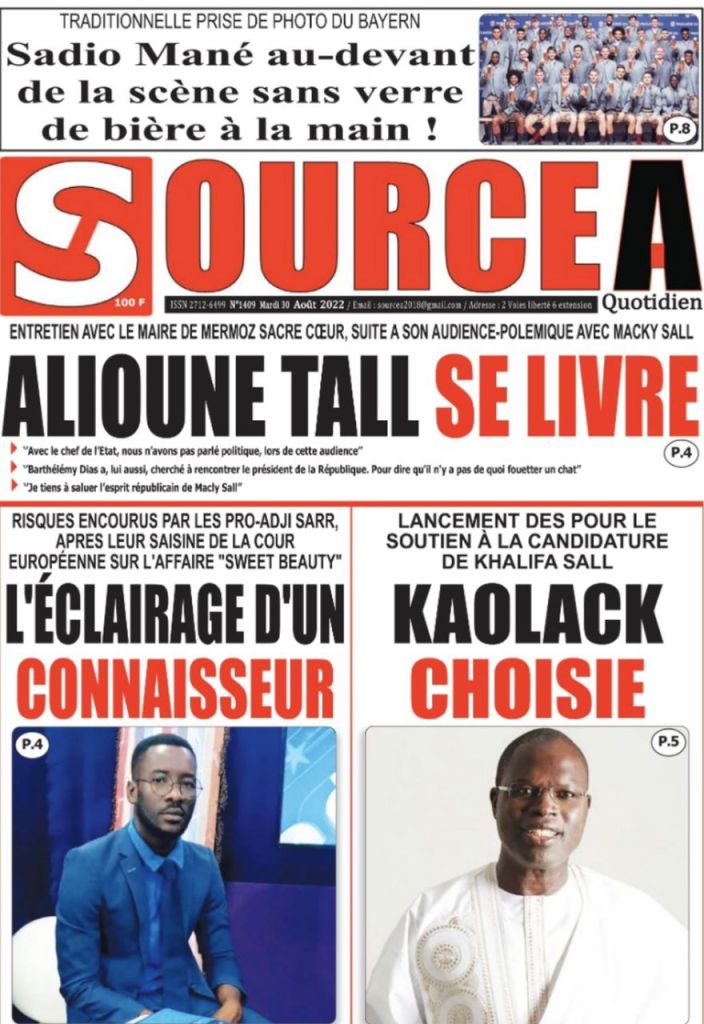 TRADITIONNELLE PRISE DE PHOTO DU BAYERN
Sadio Mané au-devant
de la scène sans verre
de bière à la main !
P.8
SOURCE A
100 F
ISSN 2712-6499 N°1409 Mardi 30 Août 2022 / Email : sourcea2018@gmail.com / Adresse : 2 Voies liberté 6 extension
Quotidien
ENTRETIEN AVEC LE MAIRE DE MERMOZ SACRE CŒUR, SUITE A SON AUDIENCE-POLEMIQUE AVEC MACKY SALL
ALIOUNE TALL SE LIVRE
"Avec le chef de l'Etat, nous n'avons pas parlé politique, lors de cette audience"
"Barthélémy Dias a, lui aussi, cherché à rencontrer le président de la République. Pour dire qu'il n'y a pas de quoi fouetter un chat"
"Je tiens à saluer l'esprit républicain de Macly Sall"
P.4
RISQUES ENCOURUS PAR LES PRO-ADJI SARR,
APRES LEUR SAISINE DE LA COUR
EUROPÉENNE SUR L'AFFAIRE "SWEET BEAUTY"
L'ÉCLAIRAGE D'UN
CONNAISSEUR
P.4
LANCEMENT DES POUR LE
SOUTIEN À LA CANDIDATURE
DE KHALIFA SALL
KAOLACK
CHOISIE
P.5